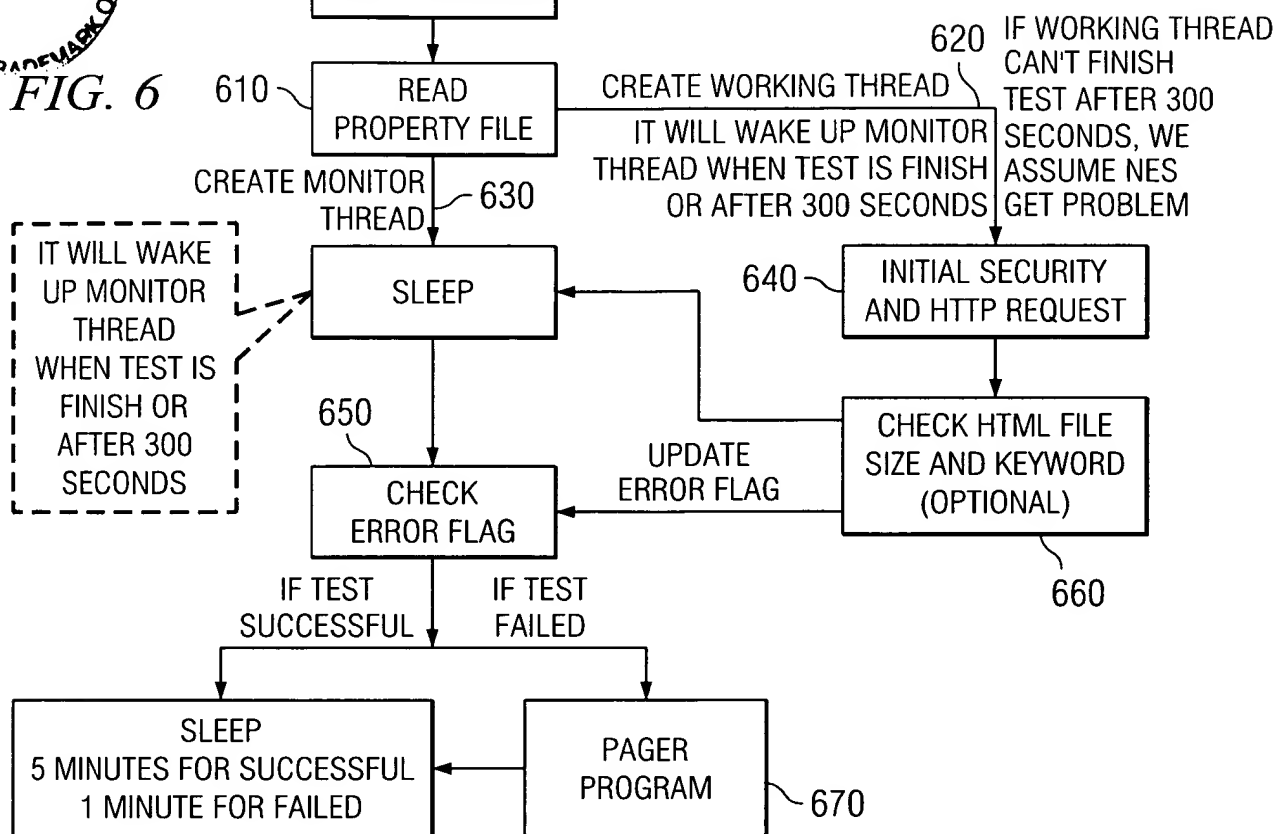 TRADEMARK O
FIG. 6
610
READ
PROPERTY FILE
CREATE WORKING THREAD
620
IF WORKING THREAD
CAN'T FINISH
TEST AFTER 300
SECONDS, WE
ASSUME NES
GET PROBLEM
IT WILL WAKE UP MONITOR
THREAD WHEN TEST IS FINISH
OR AFTER 300 SECONDS
CREATE MONITOR
THREAD
630
IT WILL WAKE
UP MONITOR
THREAD
WHEN TEST IS
FINISH OR
AFTER 300
SECONDS
SLEEP
640
INITIAL SECURITY
AND HTTP REQUEST
650
CHECK
ERROR FLAG
UPDATE
ERROR FLAG
CHECK HTML FILE
SIZE AND KEYWORD
(OPTIONAL)
660
IF TEST
SUCCESSFUL
IF TEST
FAILED
SLEEP
5 MINUTES FOR SUCCESSFUL
1 MINUTE FOR FAILED
PAGER
PROGRAM
670